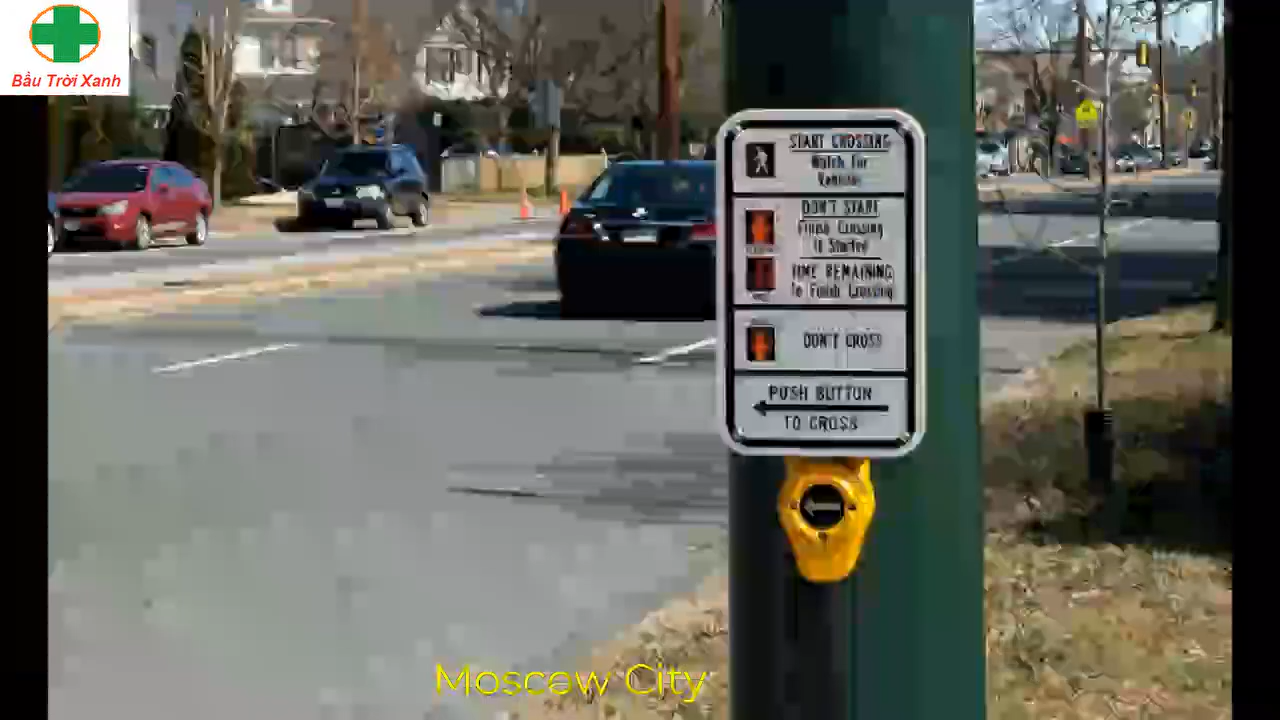 Bầu Trời Xanh
START CROSSING
Watch For
Vehicles
DON'T START
Finish Crossing
If Started
TIME REMAINING
To Finish Crossing
DON'T CROSS
PUSH BUTTON
TO CROSS
Moscow City